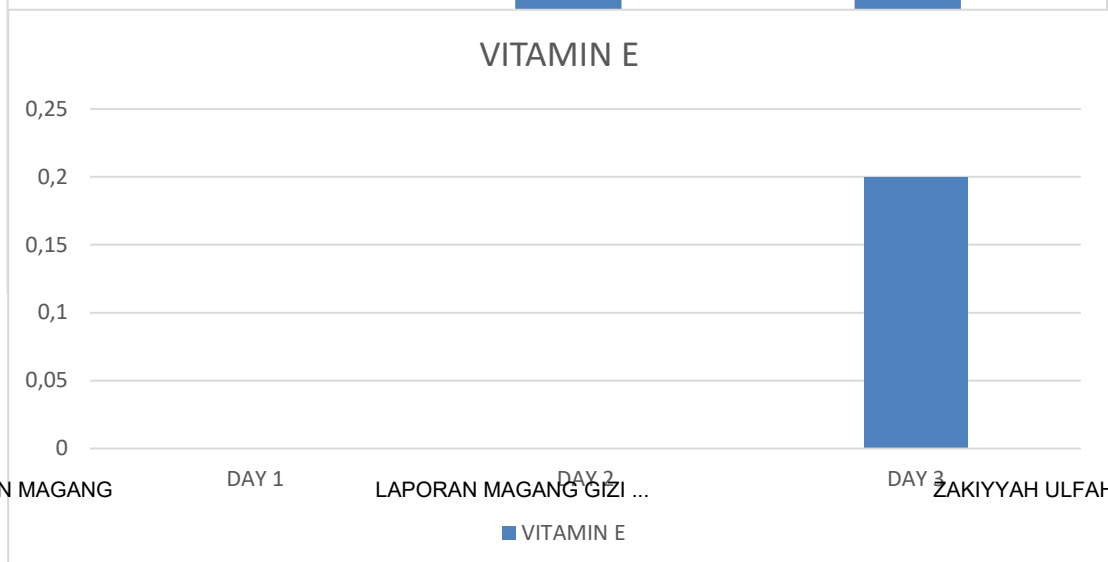 VITAMIN E
0,25
0,2
0,15
0,1
0,05
0
DAY 1 DAY 2 DAY 3
N MAGANG LAPORAN MAGANG GIZI ... ZAKIYYAH ULFAH
VITAMIN E